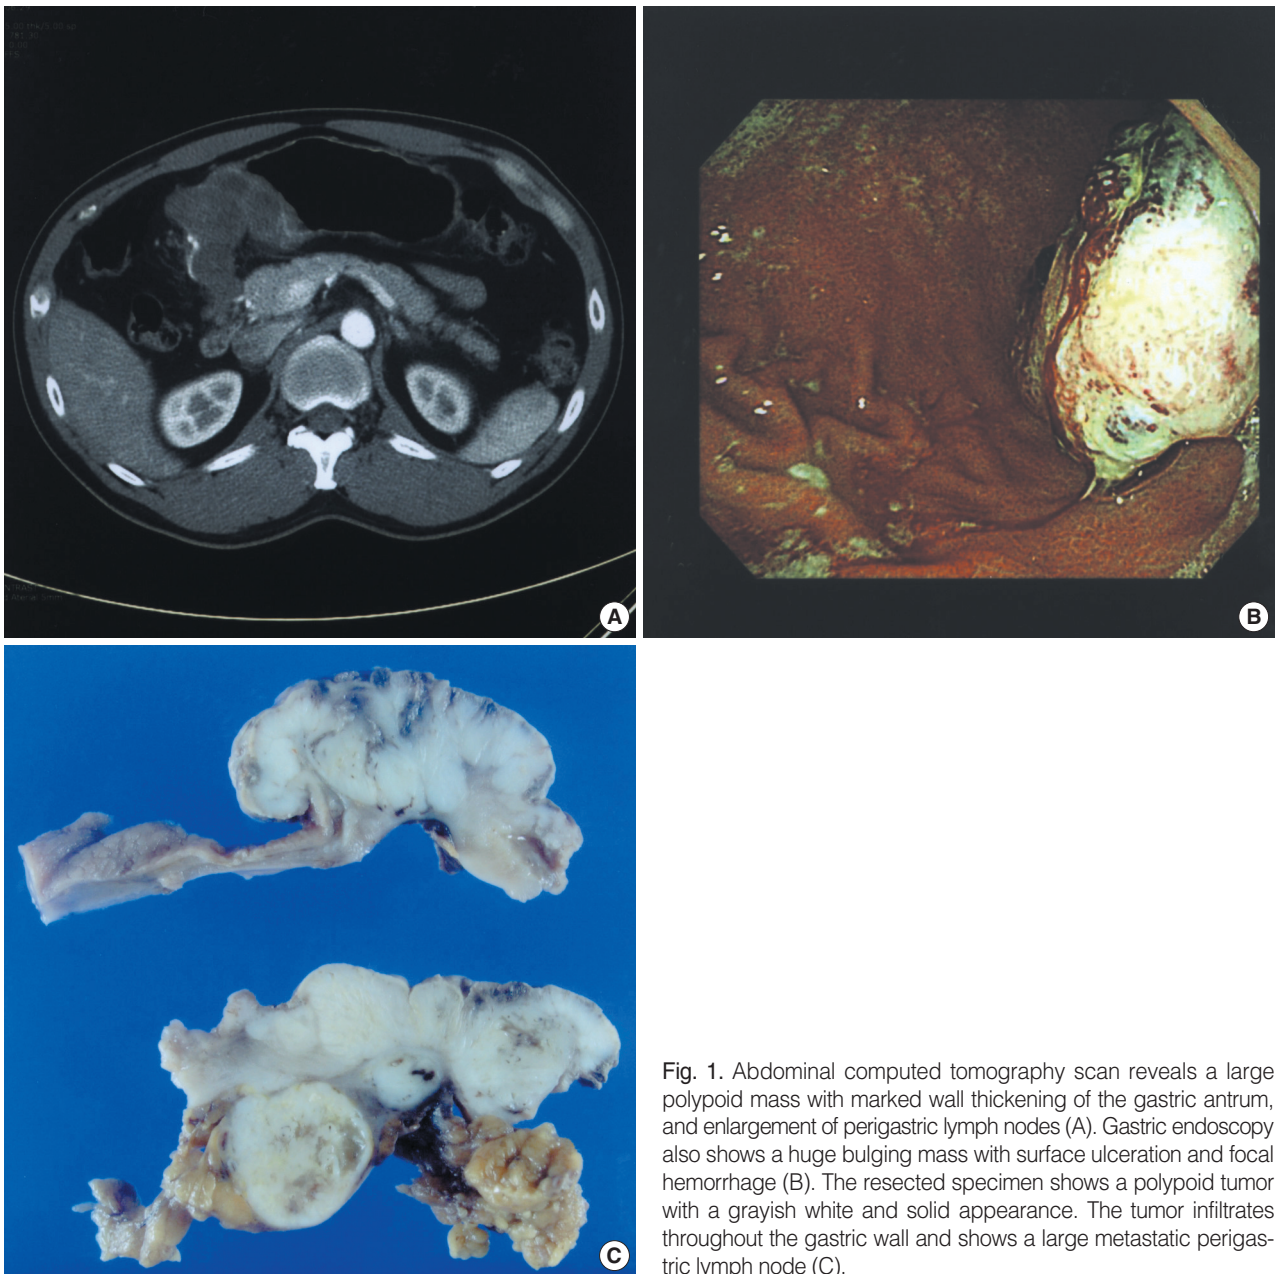 A
B
C
Fig. 1. Abdominal computed tomography scan reveals a large
polypoid mass with marked wall thickening of the gastric antrum,
and enlargement of perigastric lymph nodes (A). Gastric endoscopy
also shows a huge bulging mass with surface ulceration and focal
hemorrhage (B). The resected specimen shows a polypoid tumor
with a grayish white and solid appearance. The tumor infiltrates
throughout the gastric wall and shows a large metastatic perigas-
tric lymph node (C).